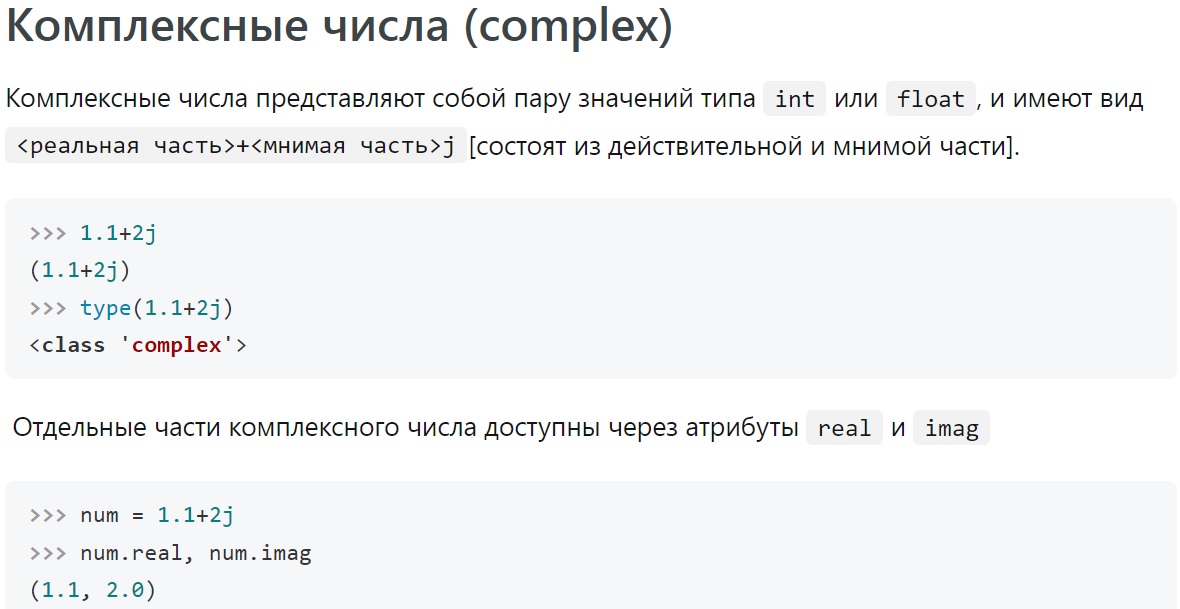 Комплексные числа (complex)
Комплексные числа представляют собой пару значений типа int или float, и имеют вид
<реальная часть>+<мнимая часть>j [состоят из действительной и мнимой части].
>>> 1.1+2j
(1.1+2j)
>>> type(1.1+2j)
<class 'complex'>
Отдельные части комплексного числа доступны через атрибуты real и imag
>>> num = 1.1+2j
>>> num.real, num.imag
(1.1, 2.0)